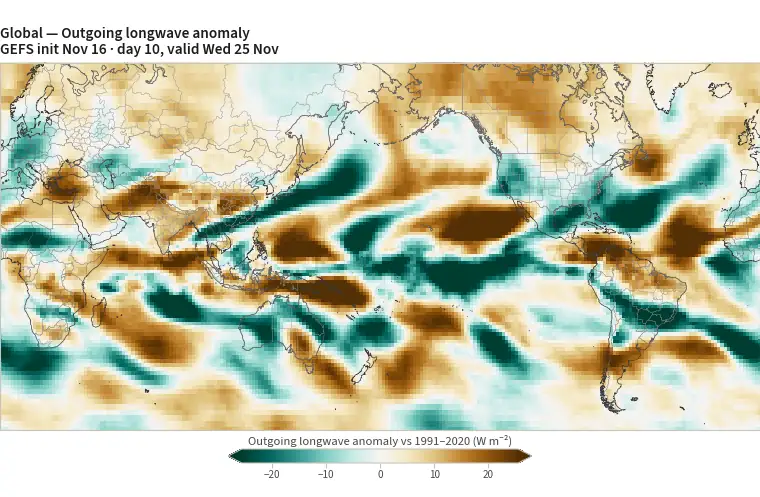 Global — Outgoing longwave anomaly
GEFS init Nov 16 · day 10, valid Wed 25 Nov
Outgoing longwave anomaly vs 1991–2020 (W m⁻²)
−20 −10 0 10 20